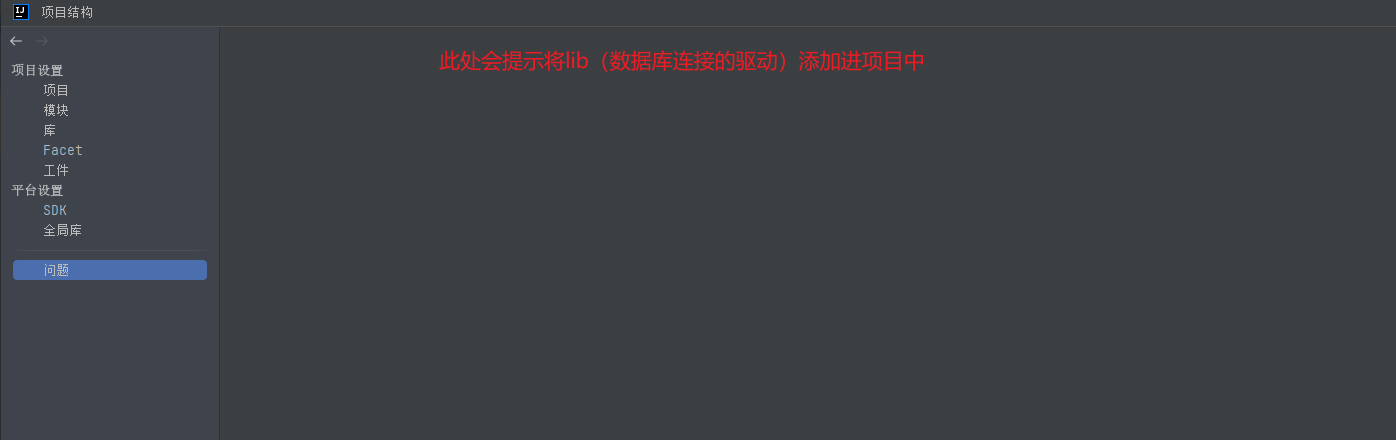 IJ
项目结构
此处会提示将lib（数据库连接的驱动）添加进项目中
项目设置
项目
模块
库
Facet
工件
平台设置
SDK
全局库
问题